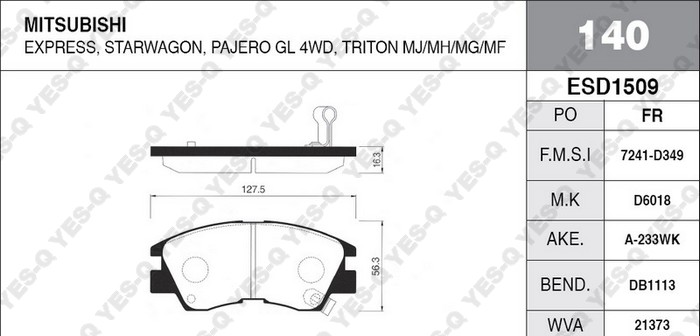 MITSUBISHI
EXPRESS, STARWAGON, PAJERO GL 4WD, TRITON MJ/MH/MG/MF
140
ESD1509
PO FR
F.M.S.I 7241-D349
M.K D6018
AKE. A-233WK
BEND. DB1113
WVA 21373
16.3
127.5
56.3
YES-Q YES-Q YES-Q YES-Q YES-Q